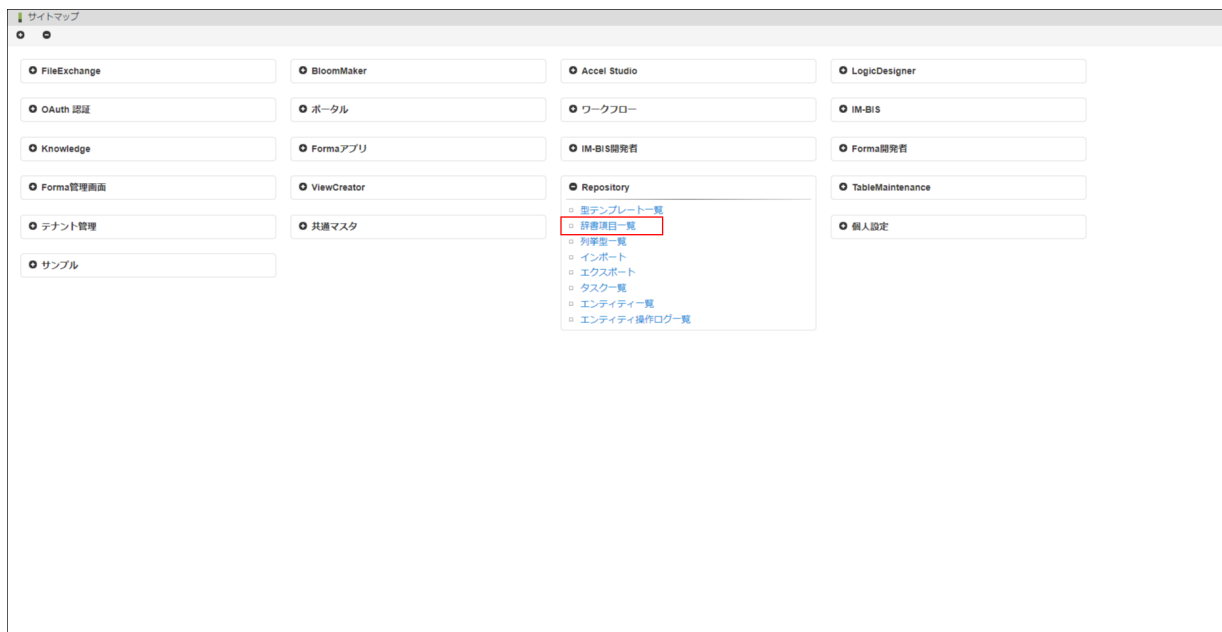 サイトマップ
FileExchange
BloomMaker
Accel Studio
LogicDesigner
OAuth 認証
ポータル
ワークフロー
IM-BIS
Knowledge
Formaアプリ
IM-BIS開発者
Forma開発者
Forma管理画面
ViewCreator
Repository
型テンプレート一覧
辞書項目一覧
列挙型一覧
インポート
エクスポート
タスク一覧
エンティティ一覧
エンティティ操作ログ一覧
TableMaintenance
テナント管理
共通マスタ
個人設定
サンプル